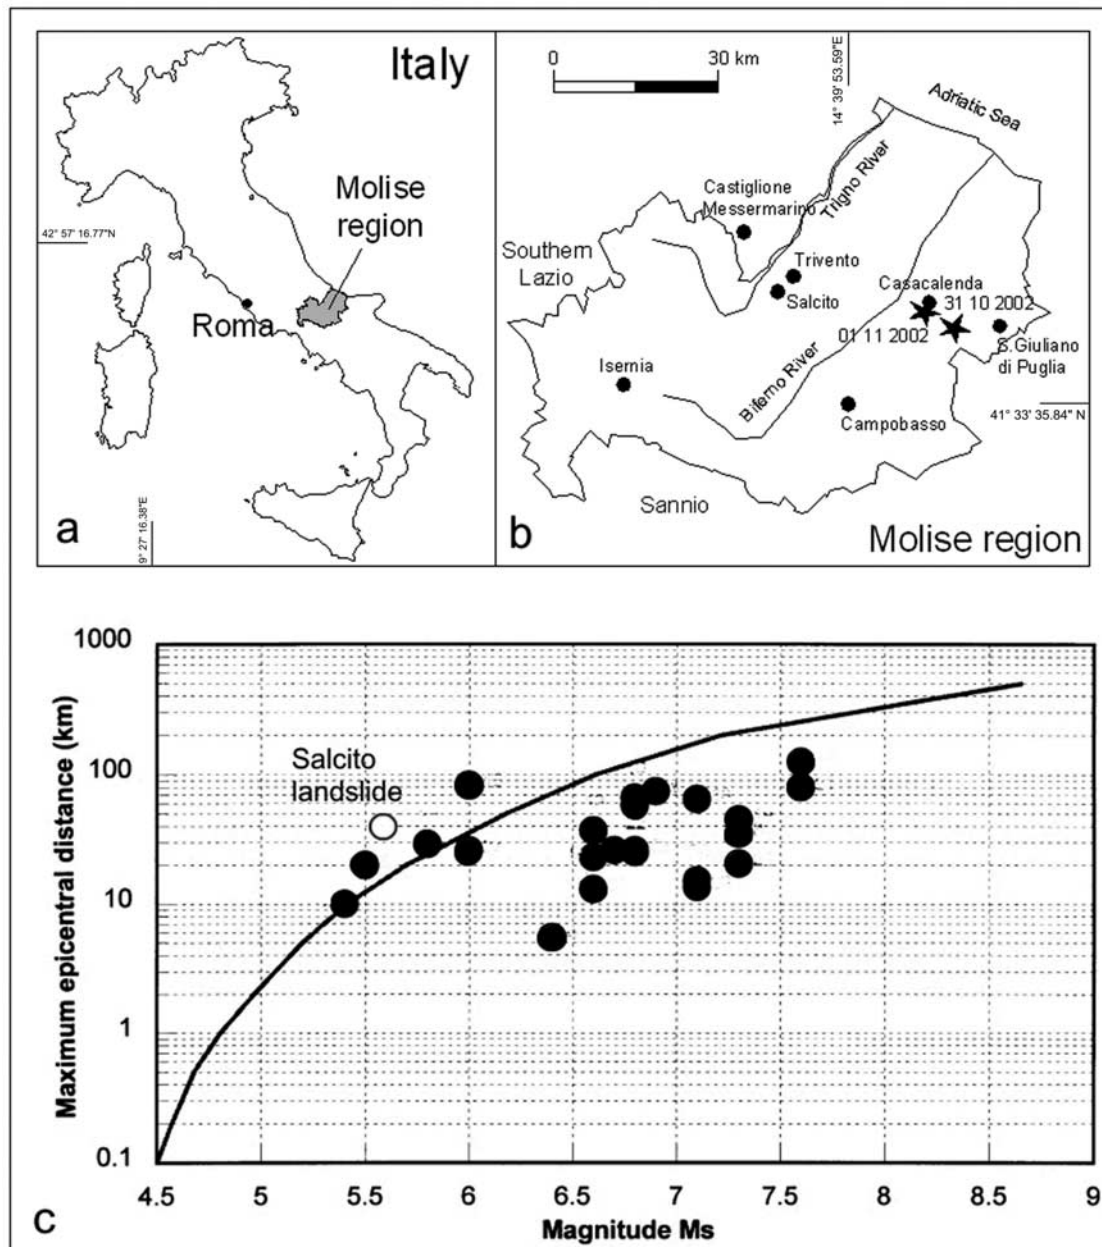 Italy
Molise
region
42° 57' 16.77"N
Roma
9° 27' 16.38"E
a
0
30 km
14° 39' 53.59"E
Adriatic Sea
Trigno River
Castiglione
Messermarino
Southern
Lazio
Trivento
Salcito
Casacalenda
31 10 2002
01 11 2002
S.Giuliano
di Puglia
Isernia
Biferno River
Campobasso
41° 33' 35.84" N
Sannio
b
Molise region
1000
100
10
1
0.1
Maximum epicentral distance (km)
Salcito
landslide
4.5 5 5.5 6 6.5 7 7.5 8 8.5 9
Magnitude Ms
c